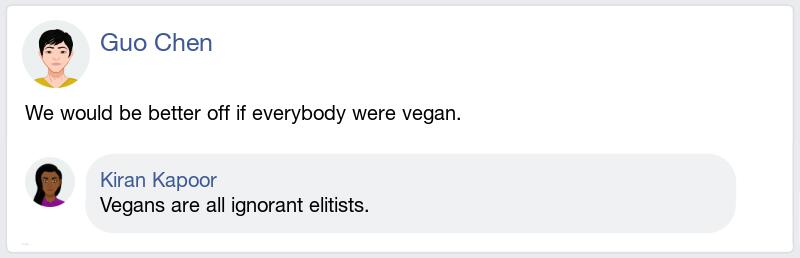 Guo Chen
We would be better off if everybody were vegan.
Kiran Kapoor
Vegans are all ignorant elitists.